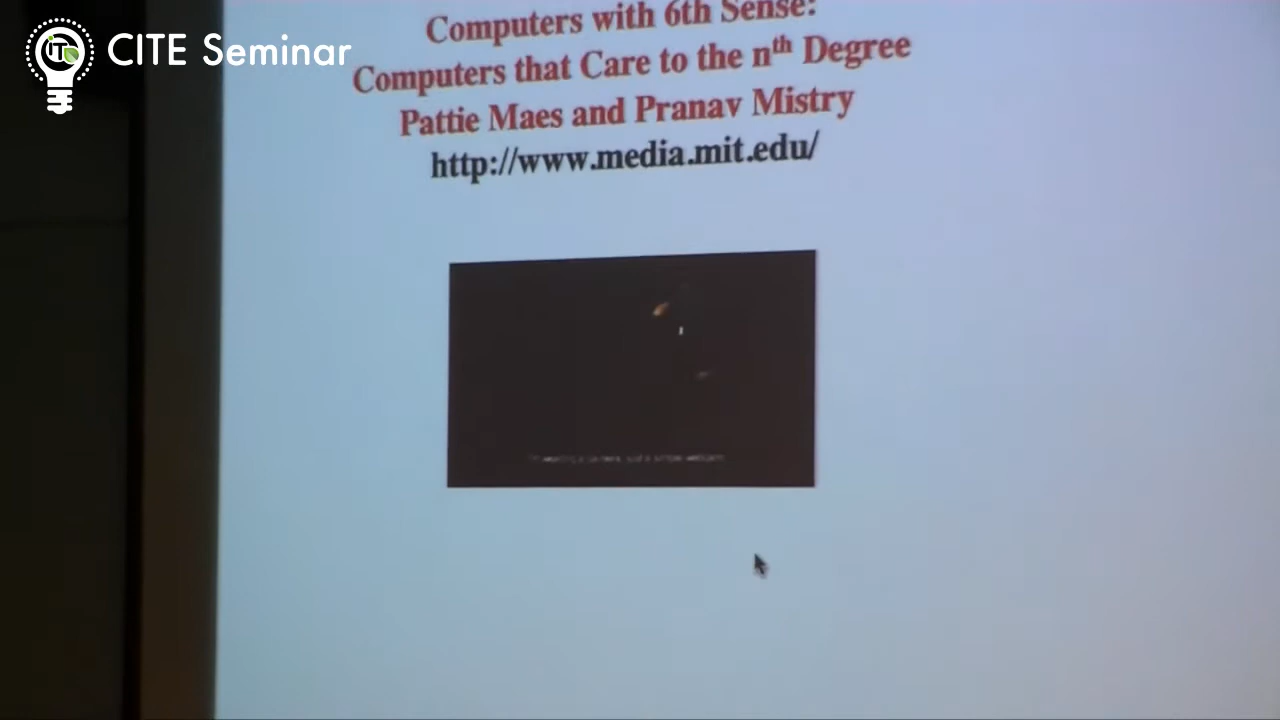 CITE Seminar
Computers with 6th Sense:
Computers that Care to the nth Degree
Pattie Maes and Pranav Mistry
http://www.media.mit.edu/